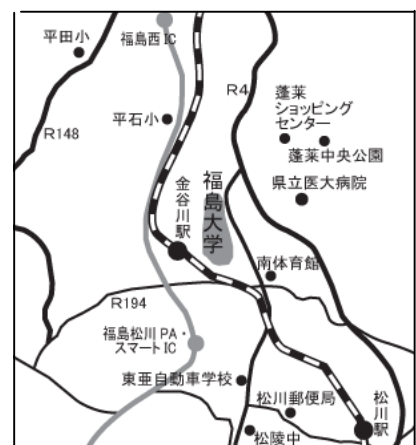 平田小
福島西IC
R4
蓬莱
ショッピング
センター
平石小
R148
蓬莱中央公園
県立医大病院
金谷川駅
福島大学
南体育館
R194
福島松川PA・
スマートIC
東亜自動車学校
松川郵便局
松川駅
松陵中